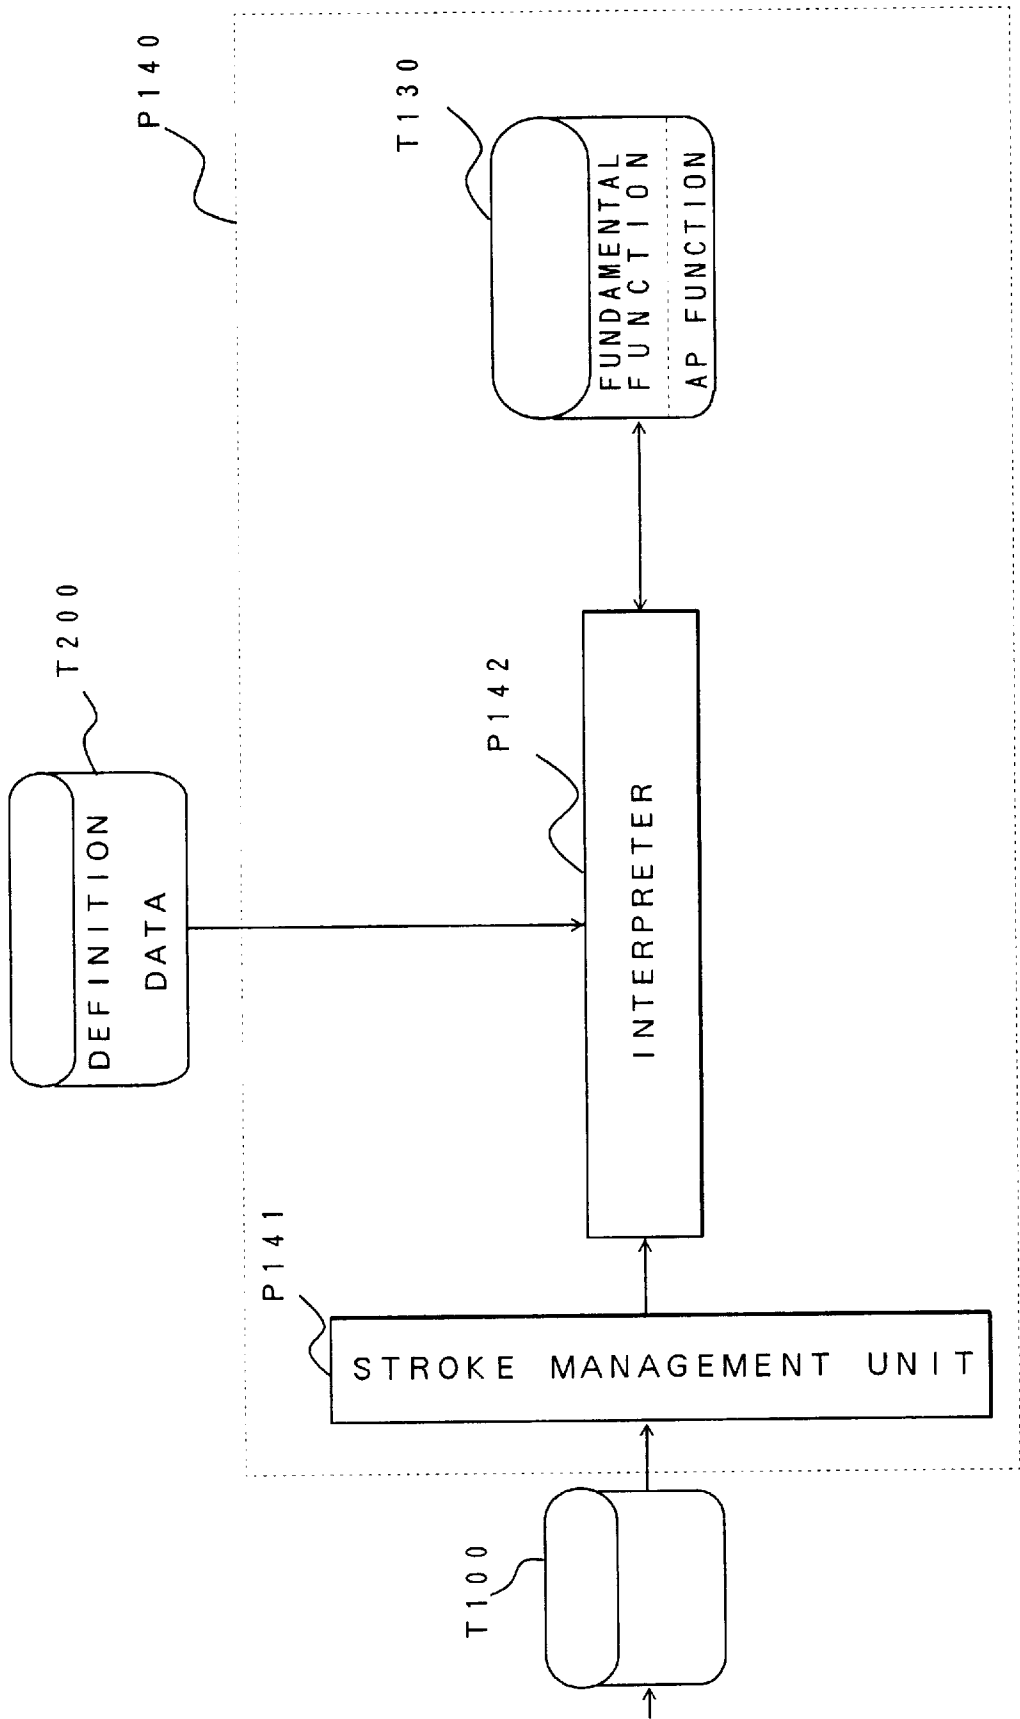 P140
T130
FUNDAMENTAL
FUNCTION
AP FUNCTION
T200
DEFINITION
DATA
P142
INTERPRETER
P141
STROKE MANAGEMENT UNIT
T100